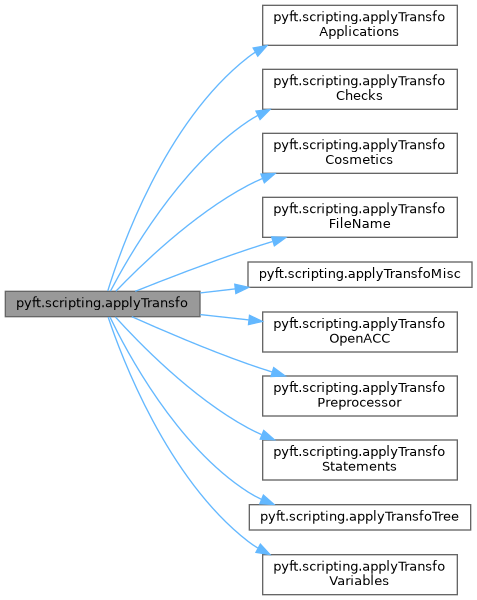 pyft.scripting.applyTransfo
Applications
pyft.scripting.applyTransfo
Checks
pyft.scripting.applyTransfo
Cosmetics
pyft.scripting.applyTransfo
FileName
pyft.scripting.applyTransfoMisc
pyft.scripting.applyTransfo
pyft.scripting.applyTransfo
OpenACC
pyft.scripting.applyTransfo
Preprocessor
pyft.scripting.applyTransfo
Statements
pyft.scripting.applyTransfoTree
pyft.scripting.applyTransfo
Variables